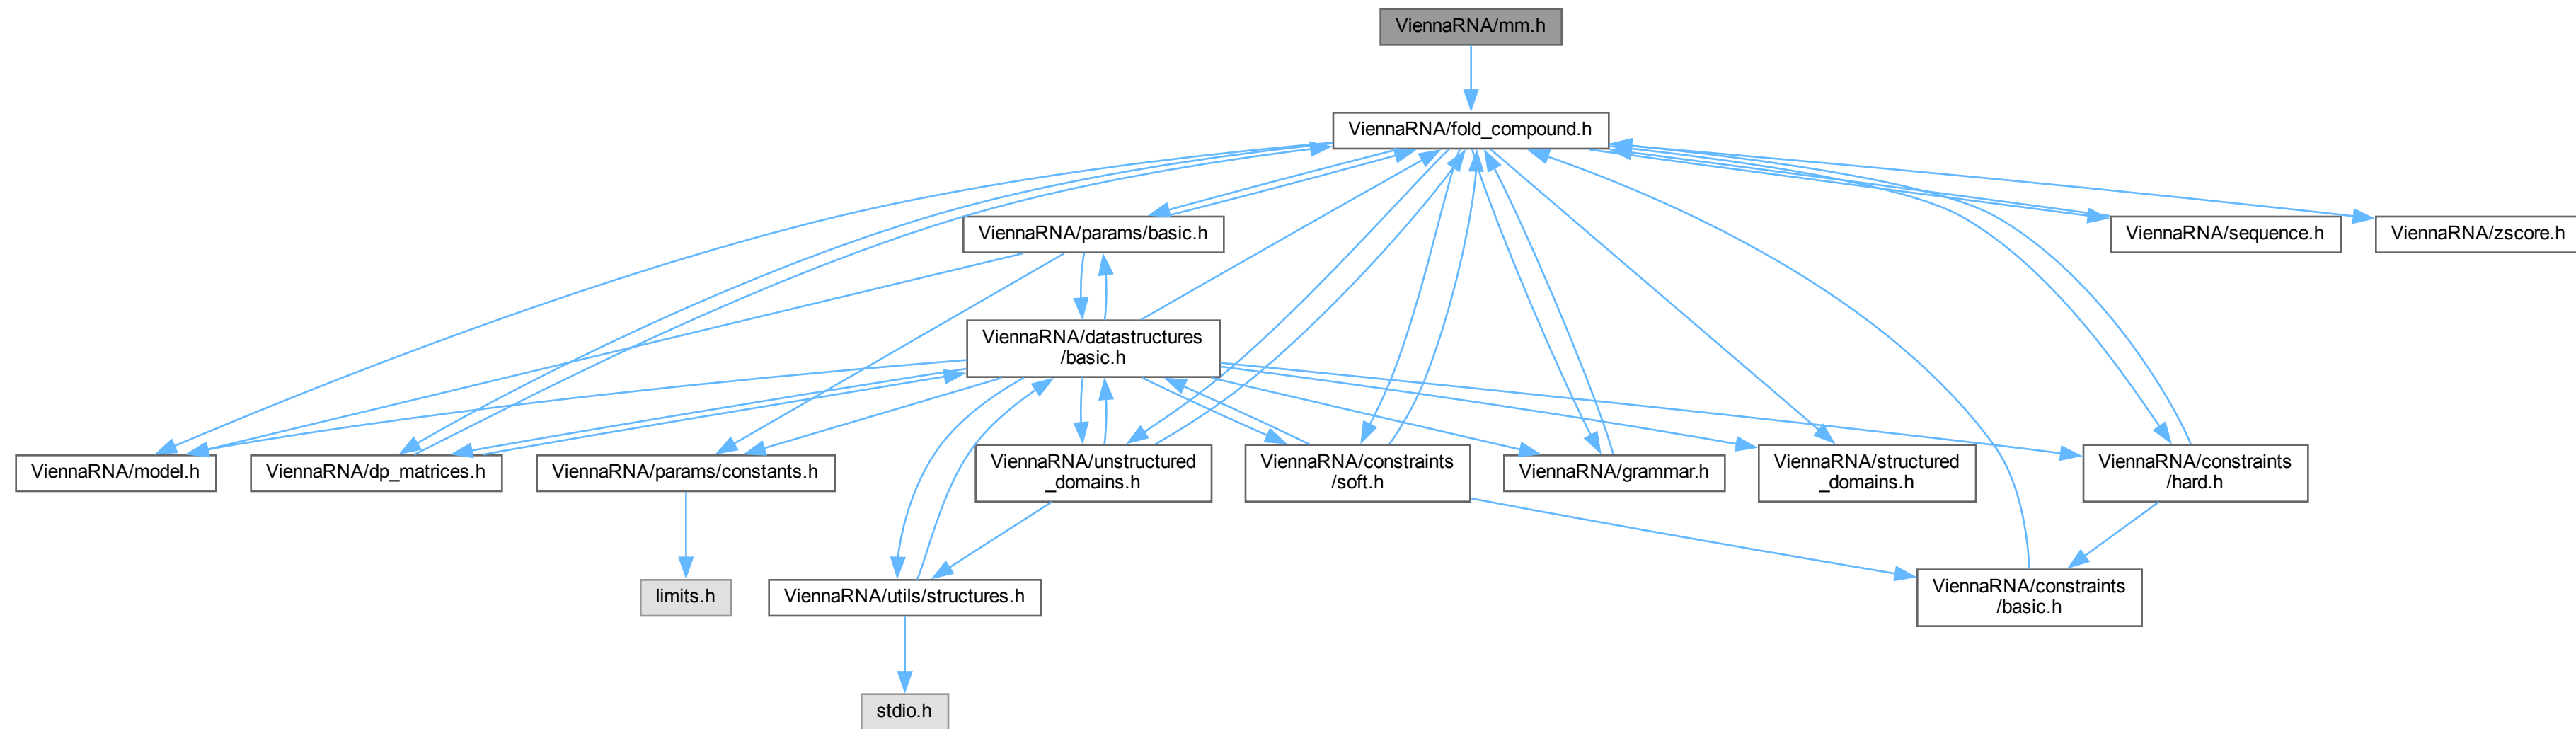 ViennaRNA/mm.h
ViennaRNA/fold_compound.h
ViennaRNA/params/basic.h
ViennaRNA/sequence.h
ViennaRNA/zscore.h
ViennaRNA/datastructures
/basic.h
ViennaRNA/model.h
ViennaRNA/dp_matrices.h
ViennaRNA/params/constants.h
ViennaRNA/unstructured
_domains.h
ViennaRNA/constraints
/soft.h
ViennaRNA/grammar.h
ViennaRNA/structured
_domains.h
ViennaRNA/constraints
/hard.h
limits.h
ViennaRNA/utils/structures.h
ViennaRNA/constraints
/basic.h
stdio.h